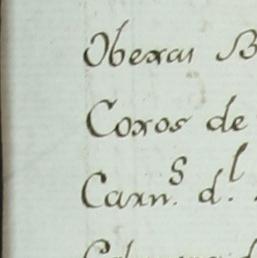 Obexas B
Coxos de
Carn.ˢ d.ˡ